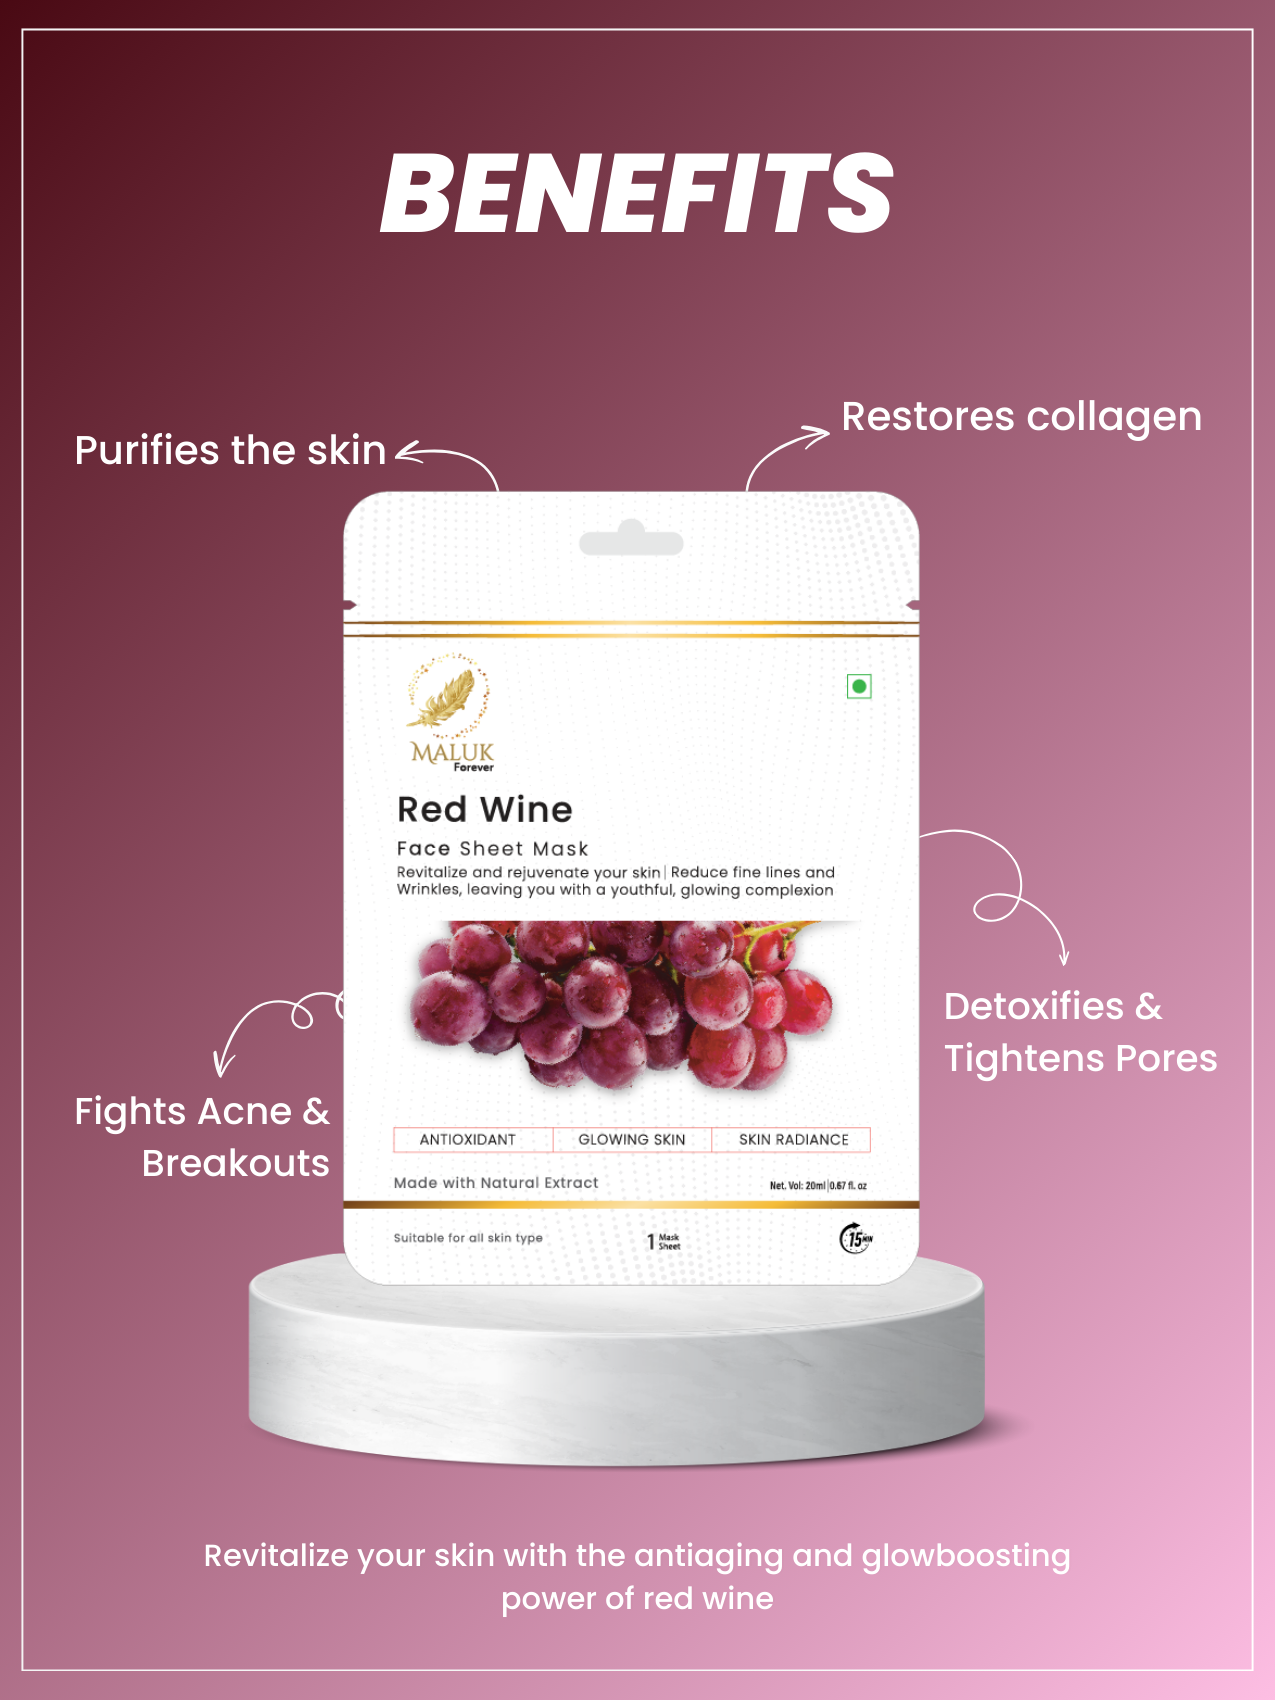 BENEFITS
Purifies the skin
Restores collagen
MALUK
Forever
Red Wine
Face Sheet Mask
Revitalize and rejuvenate your skin | Reduce fine lines and
Wrinkles, leaving you with a youthful, glowing complexion
Detoxifies &
Tightens Pores
Fights Acne &
Breakouts
ANTIOXIDANT GLOWING SKIN SKIN RADIANCE
Made with Natural Extract
Net. Vol: 20ml|0.67 fl. oz
Suitable for all skin type
1 Mask
Sheet
15 MIN
Revitalize your skin with the antiaging and glowboosting
power of red wine